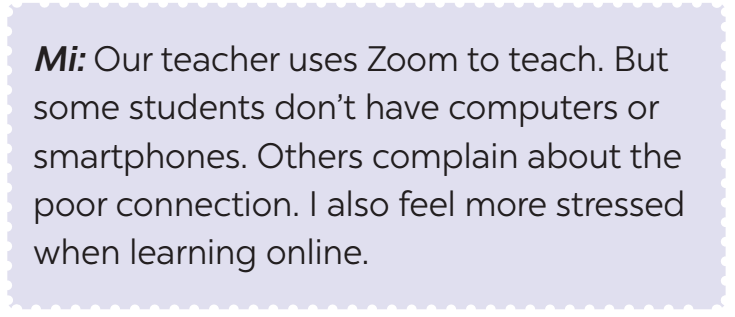 Mi: Our teacher uses Zoom to teach. But
some students don’t have computers or
smartphones. Others complain about the
poor connection. I also feel more stressed
when learning online.